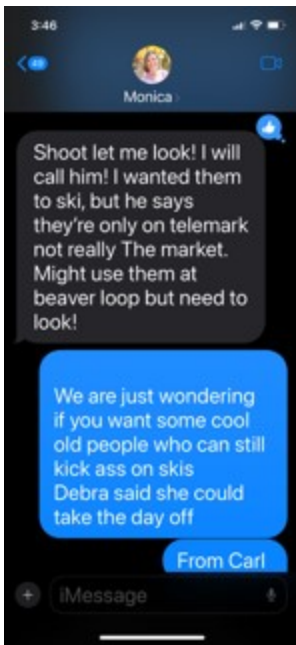 3:46
49
Monica
Shoot let me look! I will
call him! I wanted them
to ski, but he says
they're only on telemark
not really The market.
Might use them at
beaver loop but need to
look!
We are just wondering
if you want some cool
old people who can still
kick ass on skis
Debra said she could
take the day off
From Carl
iMessage